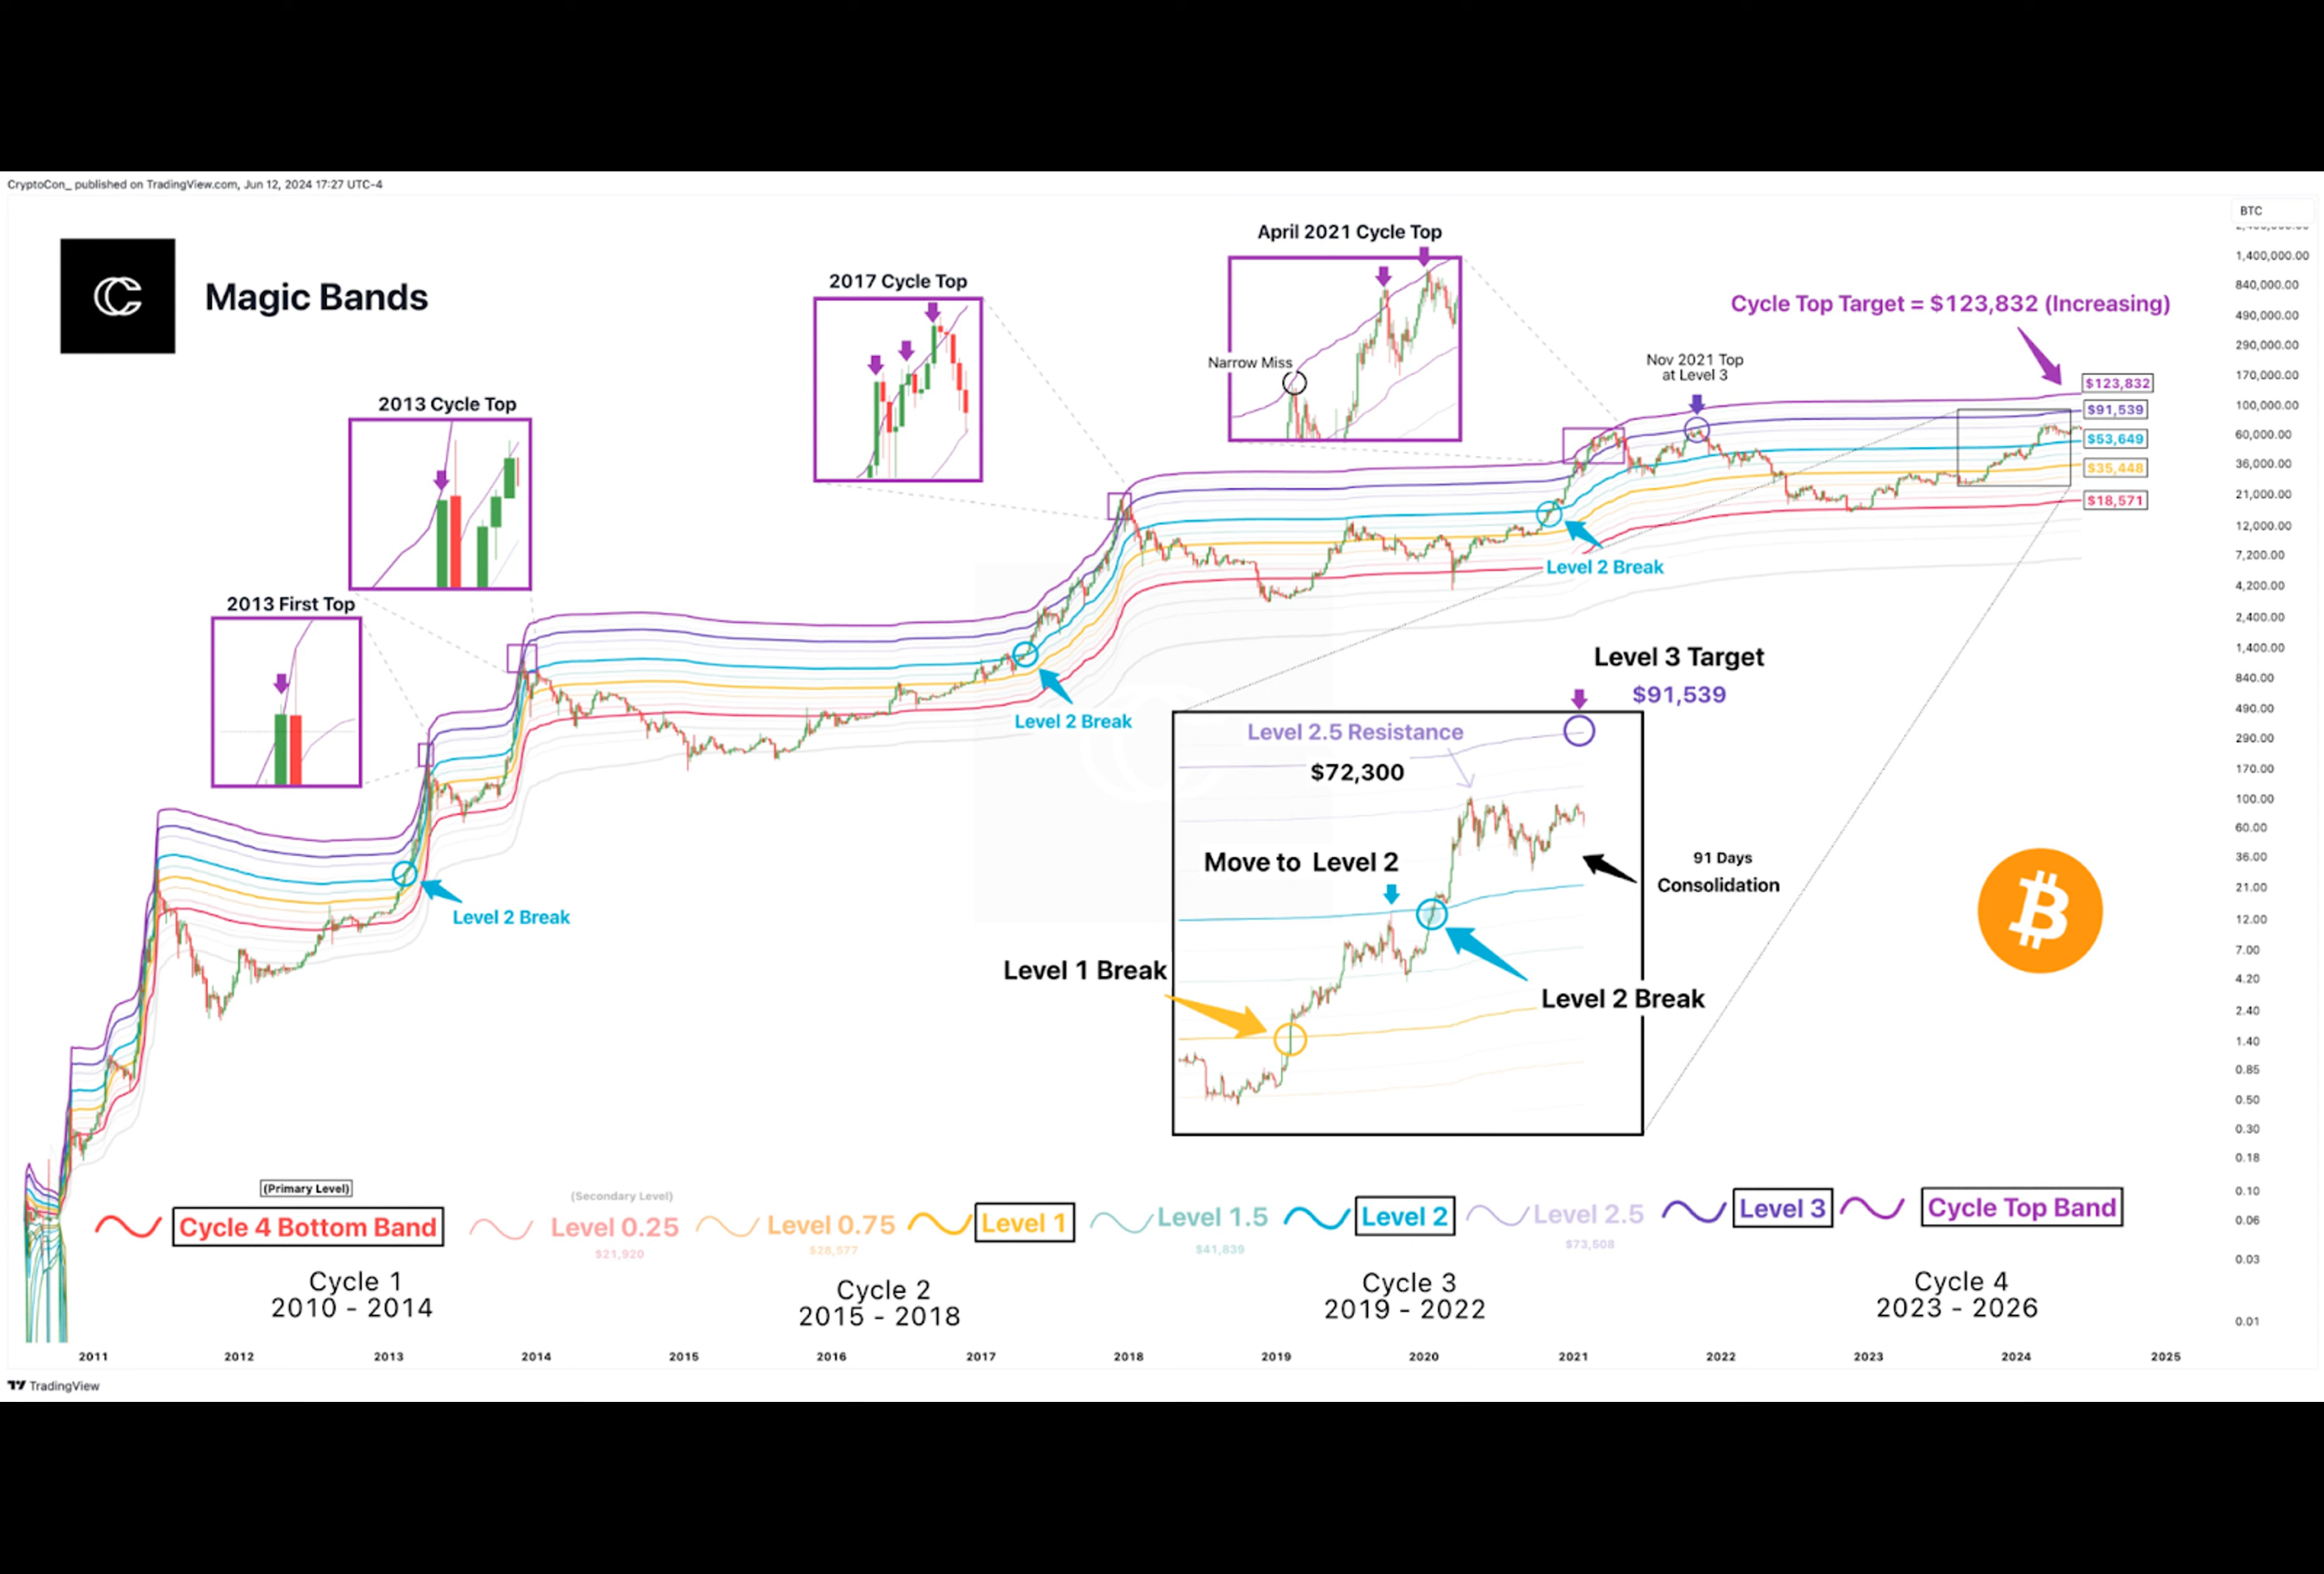 CryptoCon_ published on TradingView.com, Jun 12, 2024 17:27 UTC-4
BTC
Magic Bands
2013 First Top
2013 Cycle Top
2017 Cycle Top
April 2021 Cycle Top
Narrow Miss
Nov 2021 Top
at Level 3
Cycle Top Target = $123,832 (Increasing)
$123,832
$91,539
$53,649
$35,448
$18,571
1,400,000.00
840,000.00
490,000.00
290,000.00
170,000.00
100,000.00
60,000.00
36,000.00
21,000.00
12,000.00
7,200.00
4,200.00
2,400.00
1,400.00
840.00
490.00
290.00
170.00
100.00
60.00
36.00
21.00
12.00
7.00
4.20
2.40
1.40
0.85
0.50
0.30
0.18
0.10
0.06
0.03
0.01
Level 2 Break
Level 2 Break
Level 2 Break
Level 3 Target
$91,539
Level 2.5 Resistance
$72,300
Move to Level 2
91 Days
Consolidation
Level 1 Break
Level 2 Break
(Primary Level)
(Secondary Level)
Cycle 4 Bottom Band
Level 0.25
$21,920
Level 0.75
$28,577
Level 1
Level 1.5
$41,839
Level 2
Level 2.5
$73,508
Level 3
Cycle Top Band
Cycle 1
2010 - 2014
Cycle 2
2015 - 2018
Cycle 3
2019 - 2022
Cycle 4
2023 - 2026
2011 2012 2013 2014 2015 2016 2017 2018 2019 2020 2021 2022 2023 2024 2025
TradingView